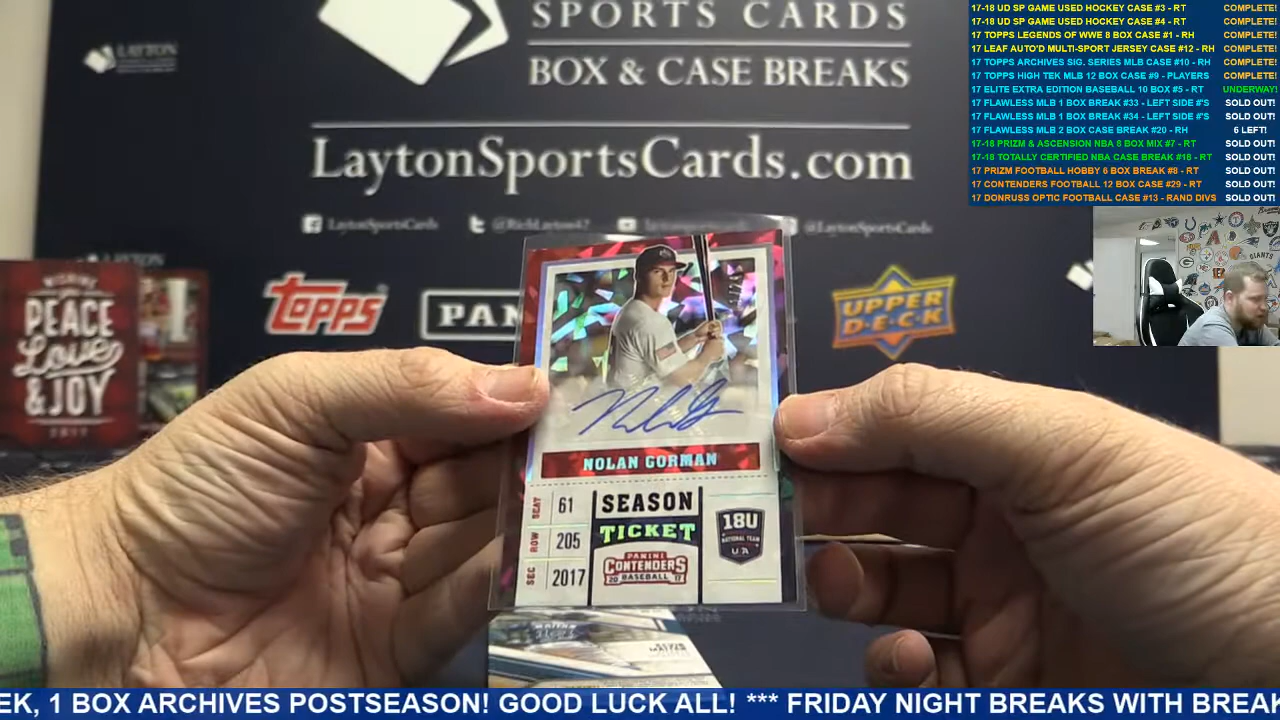 SPORTS CARDS
BOX & CASE BREAKS
LaytonSportsCards.com
LAYTON
LaytonSportsCards
@RichLayton47
@LaytonSportsCards
17-18 UD SP GAME USED HOCKEY CASE #3 - RT COMPLETE!
17-18 UD SP GAME USED HOCKEY CASE #4 - RT COMPLETE!
17 TOPPS LEGENDS OF WWE 8 BOX CASE #1 - RH COMPLETE!
17 LEAF AUTO'D MULTI-SPORT JERSEY CASE #12 - RH COMPLETE!
17 TOPPS ARCHIVES SIG. SERIES MLB CASE #10 - RH COMPLETE!
17 TOPPS HIGH TEK MLB 12 BOX CASE #9 - PLAYERS COMPLETE!
17 ELITE EXTRA EDITION BASEBALL 10 BOX #5 - RT UNDERWAY!
17 FLAWLESS MLB 1 BOX BREAK #33 - LEFT SIDE #'S SOLD OUT!
17 FLAWLESS MLB 1 BOX BREAK #34 - LEFT SIDE #'S SOLD OUT!
17 FLAWLESS MLB 2 BOX CASE BREAK #20 - RH 6 LEFT!
17-18 PRIZM & ASCENSION NBA 8 BOX MIX #7 - RT SOLD OUT!
17-18 TOTALLY CERTIFIED NBA CASE BREAK #16 - RT SOLD OUT!
17 PRIZM FOOTBALL HOBBY 6 BOX BREAK #8 - RT SOLD OUT!
17 CONTENDERS FOOTBALL 12 BOX CASE #29 - RT SOLD OUT!
17 DONRUSS OPTIC FOOTBALL CASE #13 - RAND DIVS SOLD OUT!
GIANTS
WISHING
PEACE
Love
& JOY
2017
TOPPS
PAN
UPPER
DECK
NOLAN GORMAN
SEAT 61
ROW 205
SEC 2017
SEASON
TICKET
PANINI
CONTENDERS
20 BASEBALL 17
18U
NATIONAL TEAM
USA
EK, 1 BOX ARCHIVES POSTSEASON! GOOD LUCK ALL! *** FRIDAY NIGHT BREAKS WITH BREAK